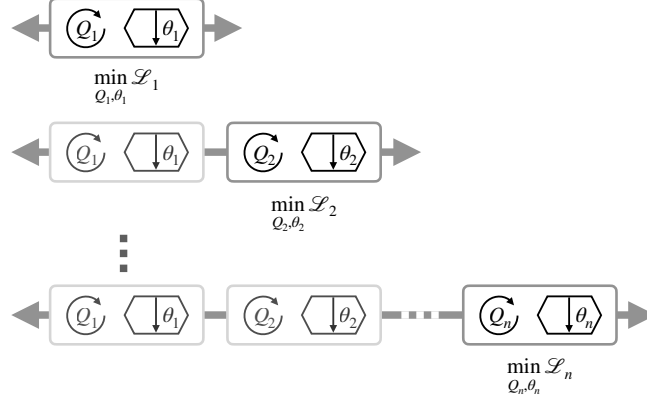 Q₁ θ₁
min ℒ₁
Q₁,θ₁
Q₁ θ₁ Q₂ θ₂
min ℒ₂
Q₂,θ₂
Q₁ θ₁ Q₂ θ₂ Qₙ θₙ
min ℒₙ
Qₙ,θₙ